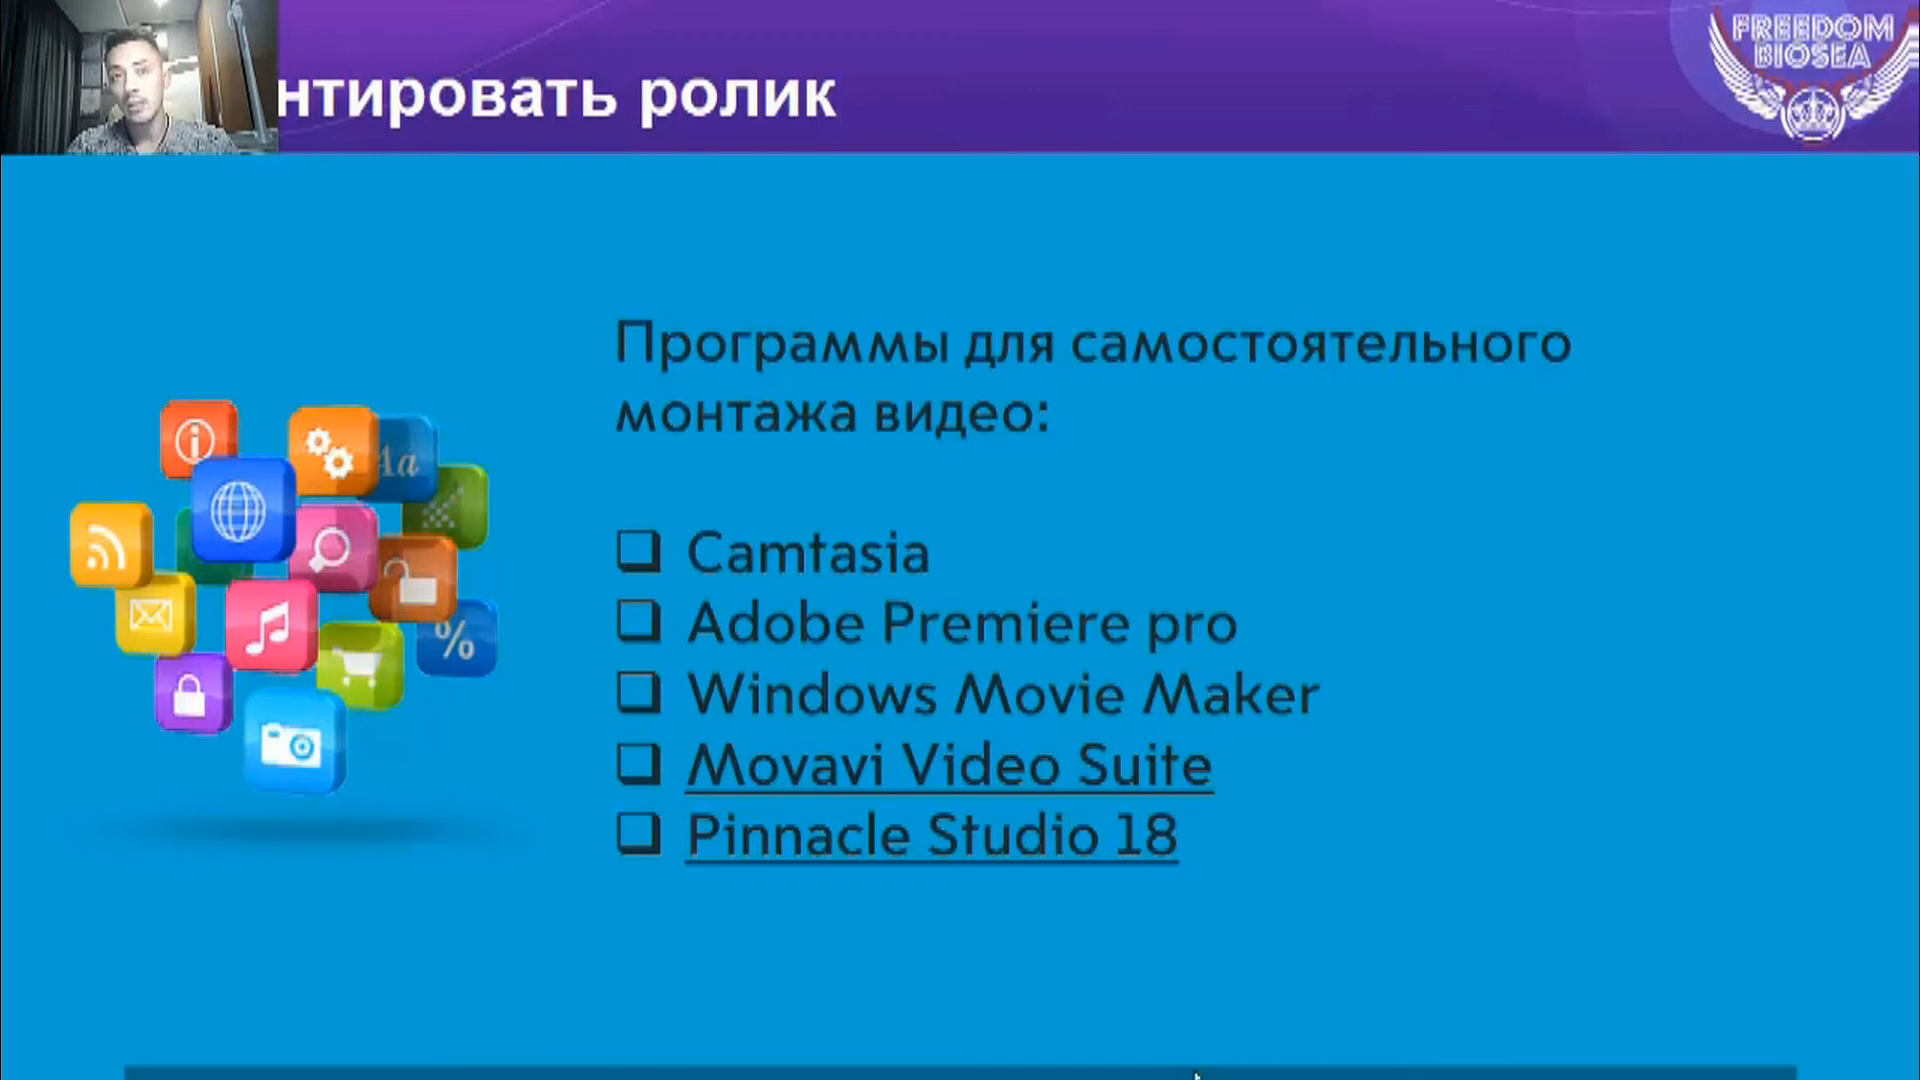 нтировать ролик
FREEDOM
BIOSEA
Программы для самостоятельного
монтажа видео:
Aa
%
Camtasia
Adobe Premiere pro
Windows Movie Maker
Movavi Video Suite
Pinnacle Studio 18